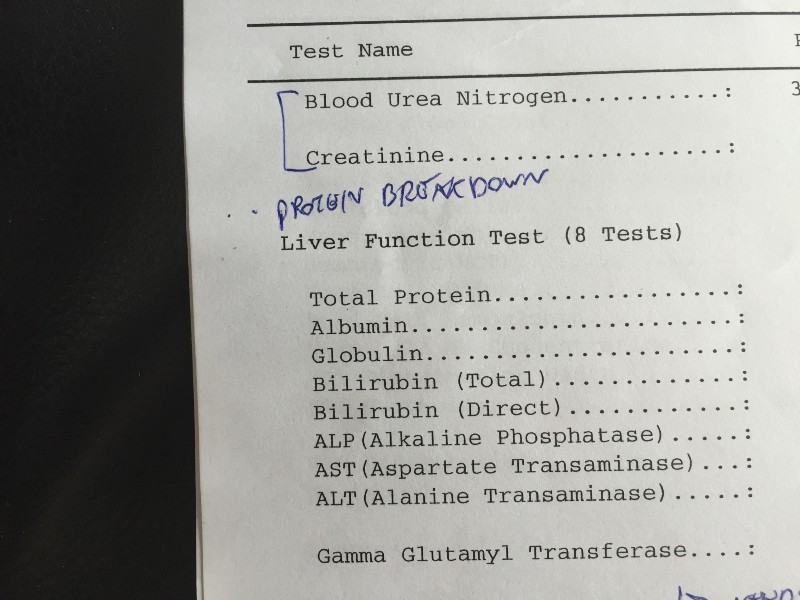 Test Name
Blood Urea Nitrogen...........: 3
Creatinine.....................:
PROTEIN BREAKDOWN
Liver Function Test (8 Tests)
Total Protein..................:
Albumin........................:
Globulin.......................:
Bilirubin (Total)..............:
Bilirubin (Direct).............:
ALP(Alkaline Phosphatase).....:
AST(Aspartate Transaminase)...:
ALT(Alanine Transaminase).....:
Gamma Glutamyl Transferase....: